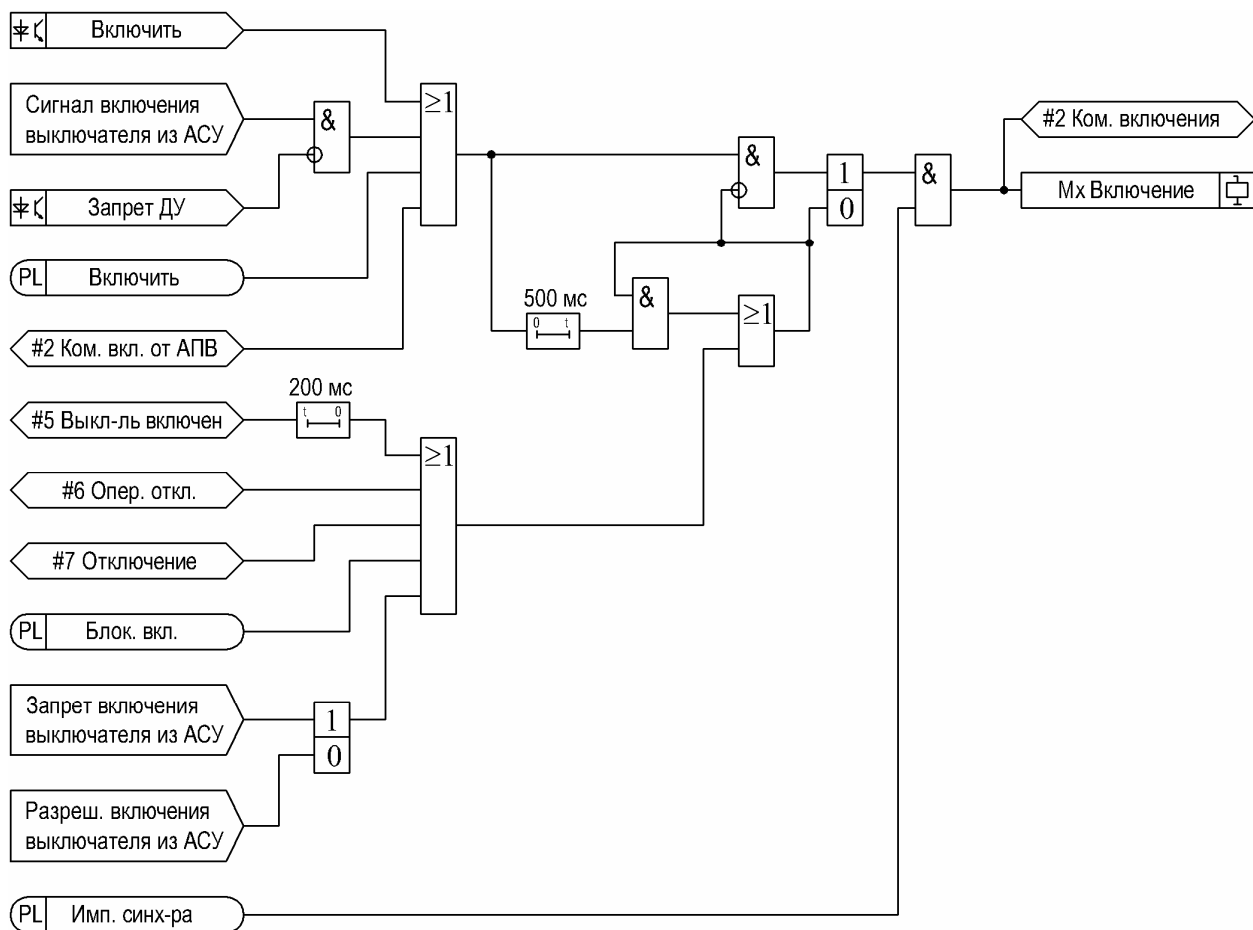 Включить
Сигнал включения
выключателя из АСУ
&
Запрет ДУ
PL Включить
#2 Ком. вкл. от АПВ
≥1
500 мс
0 t
&
≥1
&
1
0
&
#2 Ком. включения
Мх Включение
200 мс
t 0
#5 Выкл-ль включен
#6 Опер. откл.
#7 Отключение
PL Блок. вкл.
≥1
Запрет включения
выключателя из АСУ
1
0
Разреш. включения
выключателя из АСУ
PL Имп. синх-ра